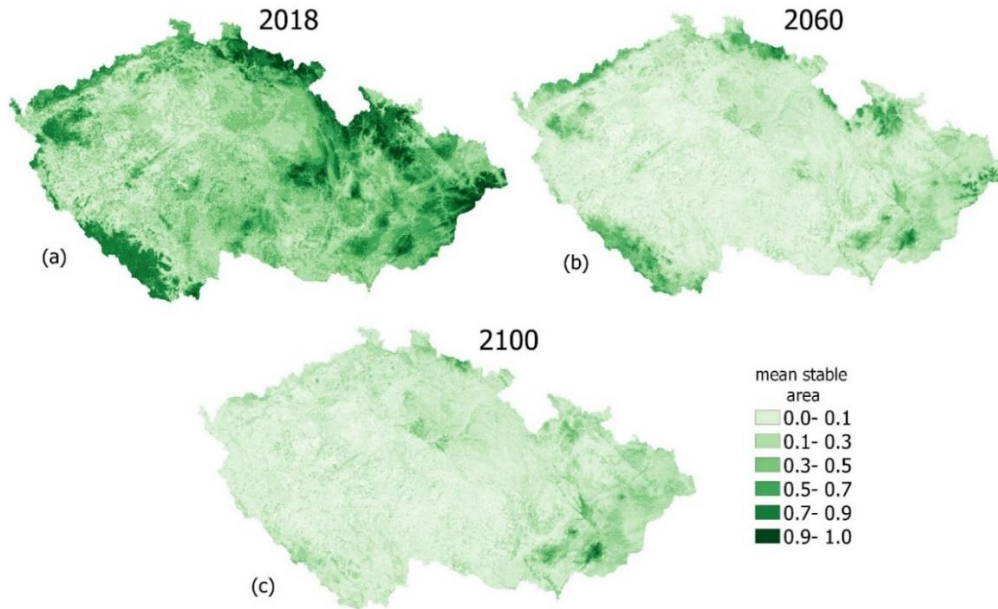 2018
2060
(a)
(b)
2100
mean stable
area
0.0- 0.1
0.1- 0.3
0.3- 0.5
0.5- 0.7
0.7- 0.9
0.9- 1.0
(c)